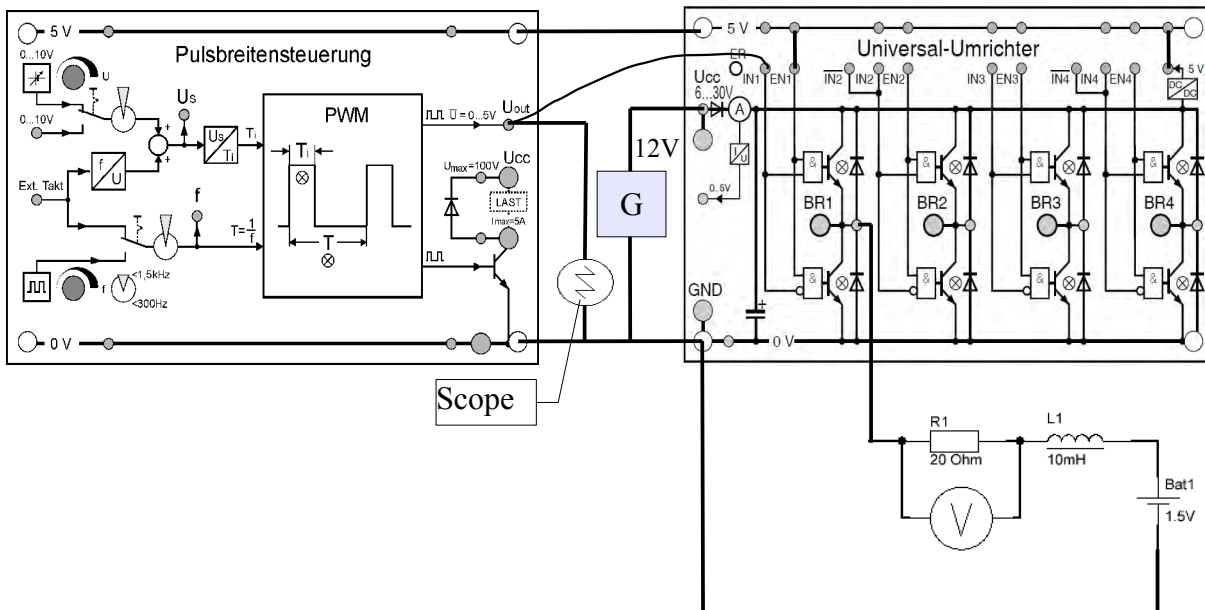 5 V
Pulsbreitensteuerung
0...10V
U
0...10V
Us
+
+
Us
Ti
Ti
f
U
Ext. Takt
f
T=1/f
<1,5kHz
<300Hz
f
PWM
Ti
T
U = 0...5V
Uout
Umax=100V
Ucc
LAST
Imax=5A
0 V
Scope
12V
G
5 V
Universal-Umrichter
ER
Ucc
6...30V
IN1 EN1
IN2 IN2 EN2
IN3 EN3
IN4 IN4 EN4
5 V
DG
DG
A
I
U
0..5V
& & & &
BR1
BR2
BR3
BR4
& & & &
GND
+
0 V
R1
20 Ohm
L1
10mH
V
Bat1
1.5V